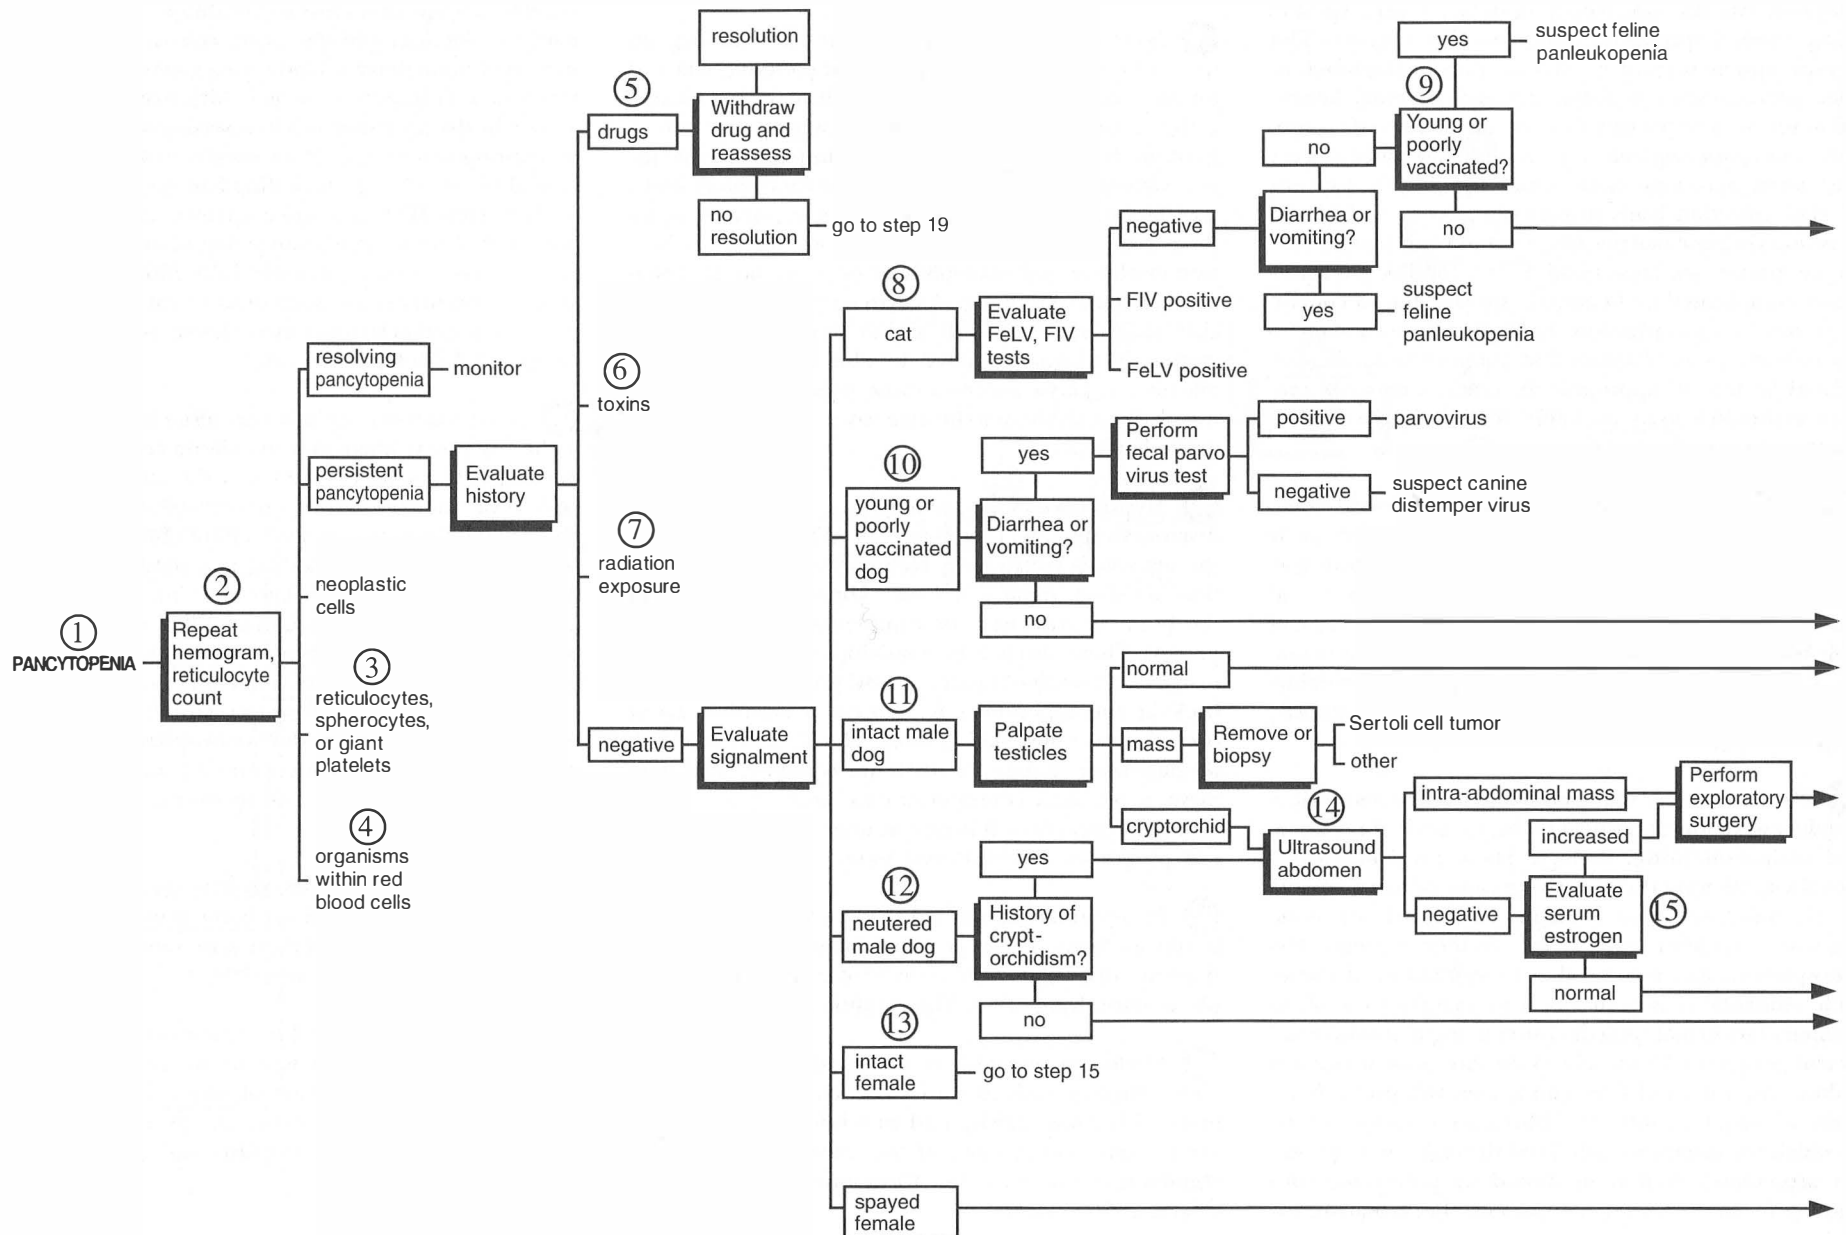 1
PANCYTOPENIA
2
Repeat
hemogram,
reticulocyte
count
resolving
pancytopenia
monitor
persistent
pancytopenia
Evaluate
history
neoplastic
cells
3
reticulocytes,
spherocytes,
or giant
platelets
4
organisms
within red
blood cells
5
drugs
resolution
Withdraw
drug and
reassess
no
resolution
go to step 19
6
toxins
7
radiation
exposure
negative
Evaluate
signalment
8
cat
Evaluate
FeLV, FIV
tests
negative
FIV positive
FeLV positive
no
Diarrhea or
vomiting?
yes
suspect
feline
panleukopenia
9
yes
suspect feline
panleukopenia
Young or
poorly
vaccinated?
no
10
young or
poorly
vaccinated
dog
yes
Diarrhea or
vomiting?
no
Perform
fecal parvo
virus test
positive
parvovirus
negative
suspect canine
distemper virus
11
intact male
dog
Palpate
testicles
normal
mass
Remove or
biopsy
Sertoli cell tumor
other
cryptorchid
12
neutered
male dog
yes
History of
crypt-
orchidism?
no
14
Ultrasound
abdomen
intra-abdominal mass
Perform
exploratory
surgery
increased
negative
Evaluate
serum
estrogen
15
normal
13
intact
female
go to step 15
spayed
female